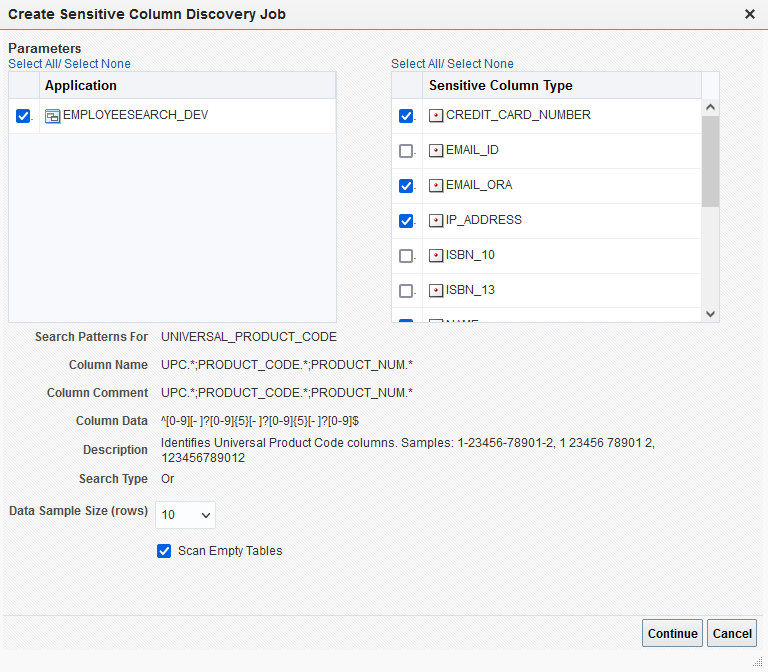 Create Sensitive Column Discovery Job
Parameters
Select All/ Select None
Application
EMPLOYEESEARCH_DEV
Select All/ Select None
Sensitive Column Type
CREDIT_CARD_NUMBER
EMAIL_ID
EMAIL_ORA
IP_ADDRESS
ISBN_10
ISBN_13
Search Patterns For UNIVERSAL_PRODUCT_CODE
Column Name UPC.*;PRODUCT_CODE.*;PRODUCT_NUM.*
Column Comment UPC.*;PRODUCT_CODE.*;PRODUCT_NUM.*
Column Data ^[0-9][- ]?[0-9]{5}[- ]?[0-9]{5}[- ]?[0-9]$
Description Identifies Universal Product Code columns. Samples: 1-23456-78901-2, 1 23456 78901 2,
123456789012
Search Type Or
Data Sample Size (rows) 10
Scan Empty Tables
Continue Cancel